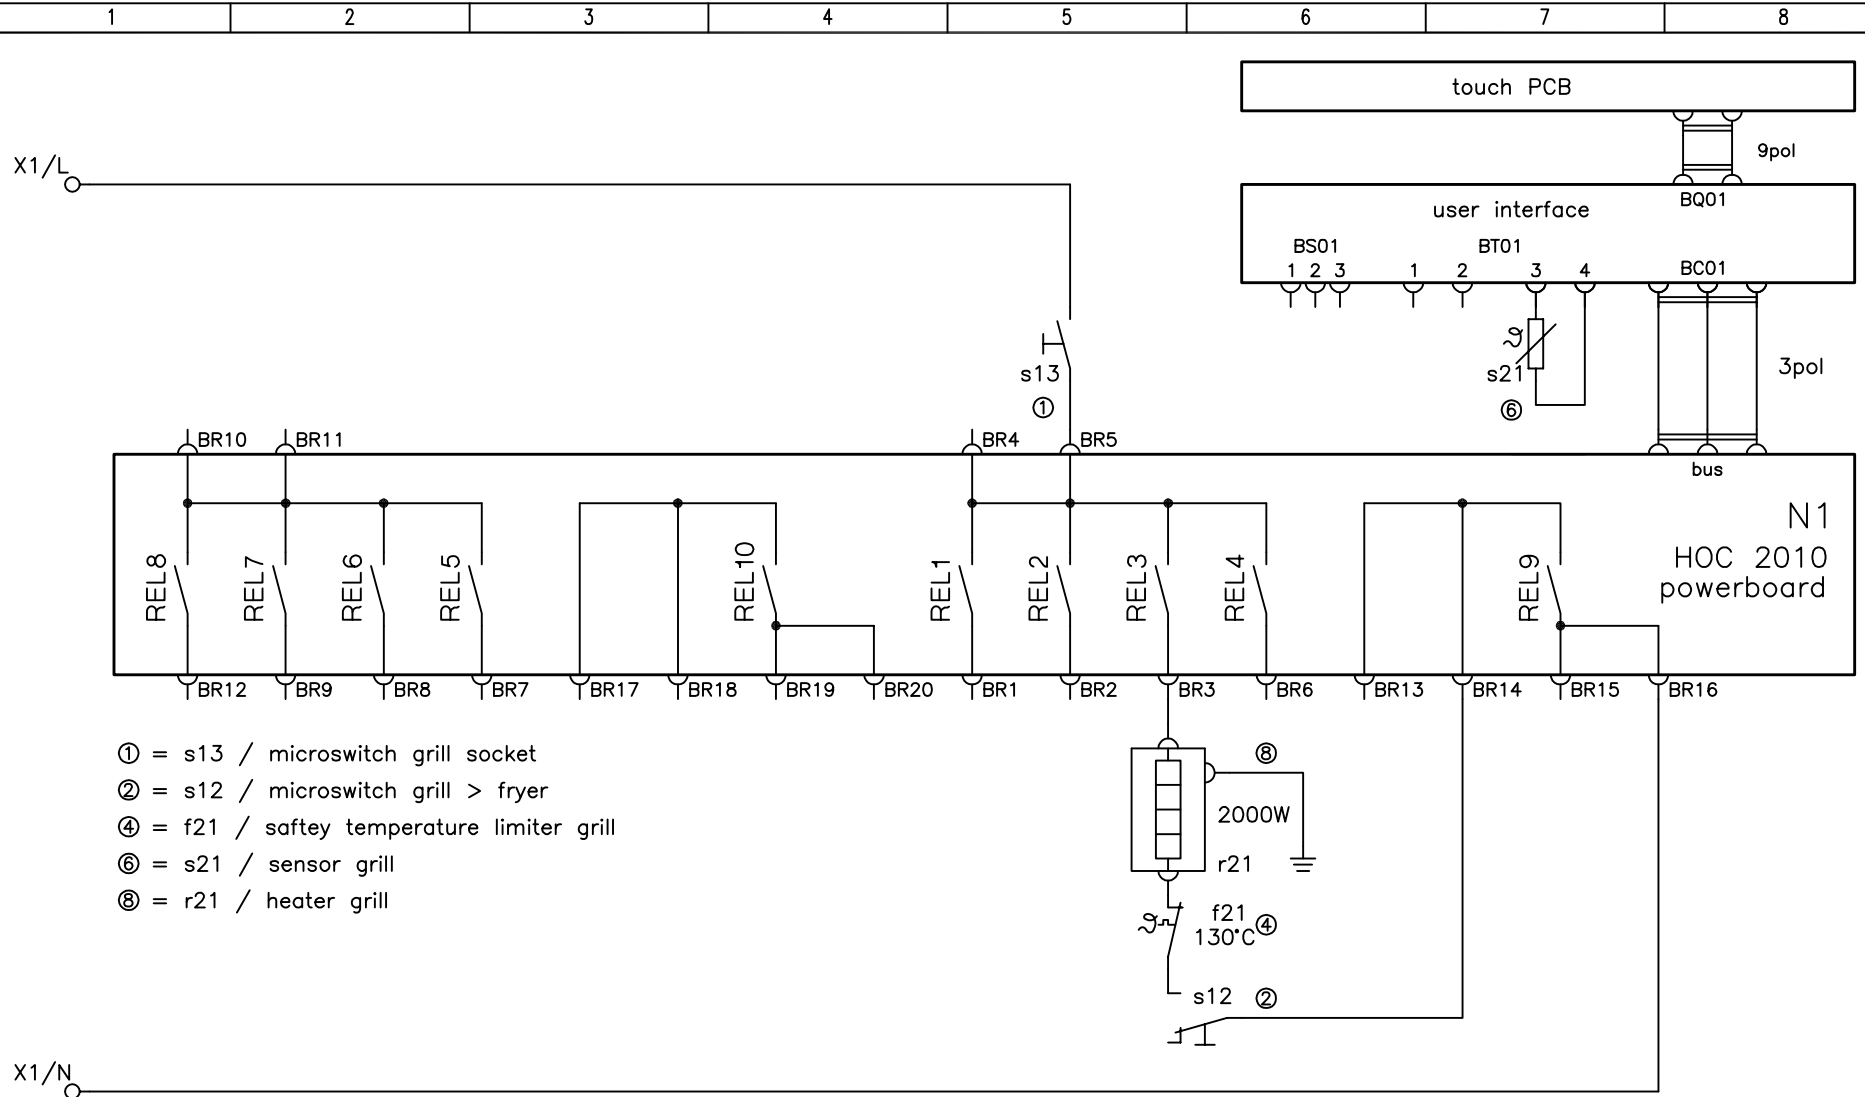 1 2 3 4 5 6 7 8
touch PCB
9pol
X1/L
BQ01
user interface
BS01 BT01
1 2 3 1 2 3 4 BC01
ϑ
s13 s21 3pol
① ⑥
BR10 BR11 BR4 BR5
bus
N1
HOC 2010
powerboard
REL8 REL7 REL6 REL5 REL10 REL1 REL2 REL3 REL4 REL9
BR12 BR9 BR8 BR7 BR17 BR18 BR19 BR20 BR1 BR2 BR3 BR6 BR13 BR14 BR15 BR16
① = s13 / microswitch grill socket
② = s12 / microswitch grill > fryer
④ = f21 / saftey temperature limiter grill
⑥ = s21 / sensor grill
⑧ = r21 / heater grill
⑧
2000W
r21
ϑ f21 ④
130°C
s12 ②
X1/N